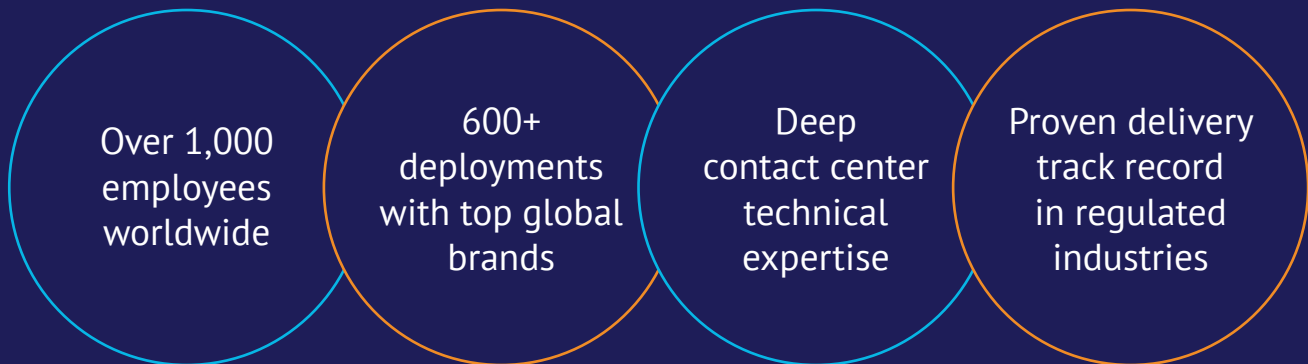 Over 1,000
employees
worldwide
600+
deployments
with top global
brands
Deep
contact center
technical
expertise
Proven delivery
track record
in regulated
industries